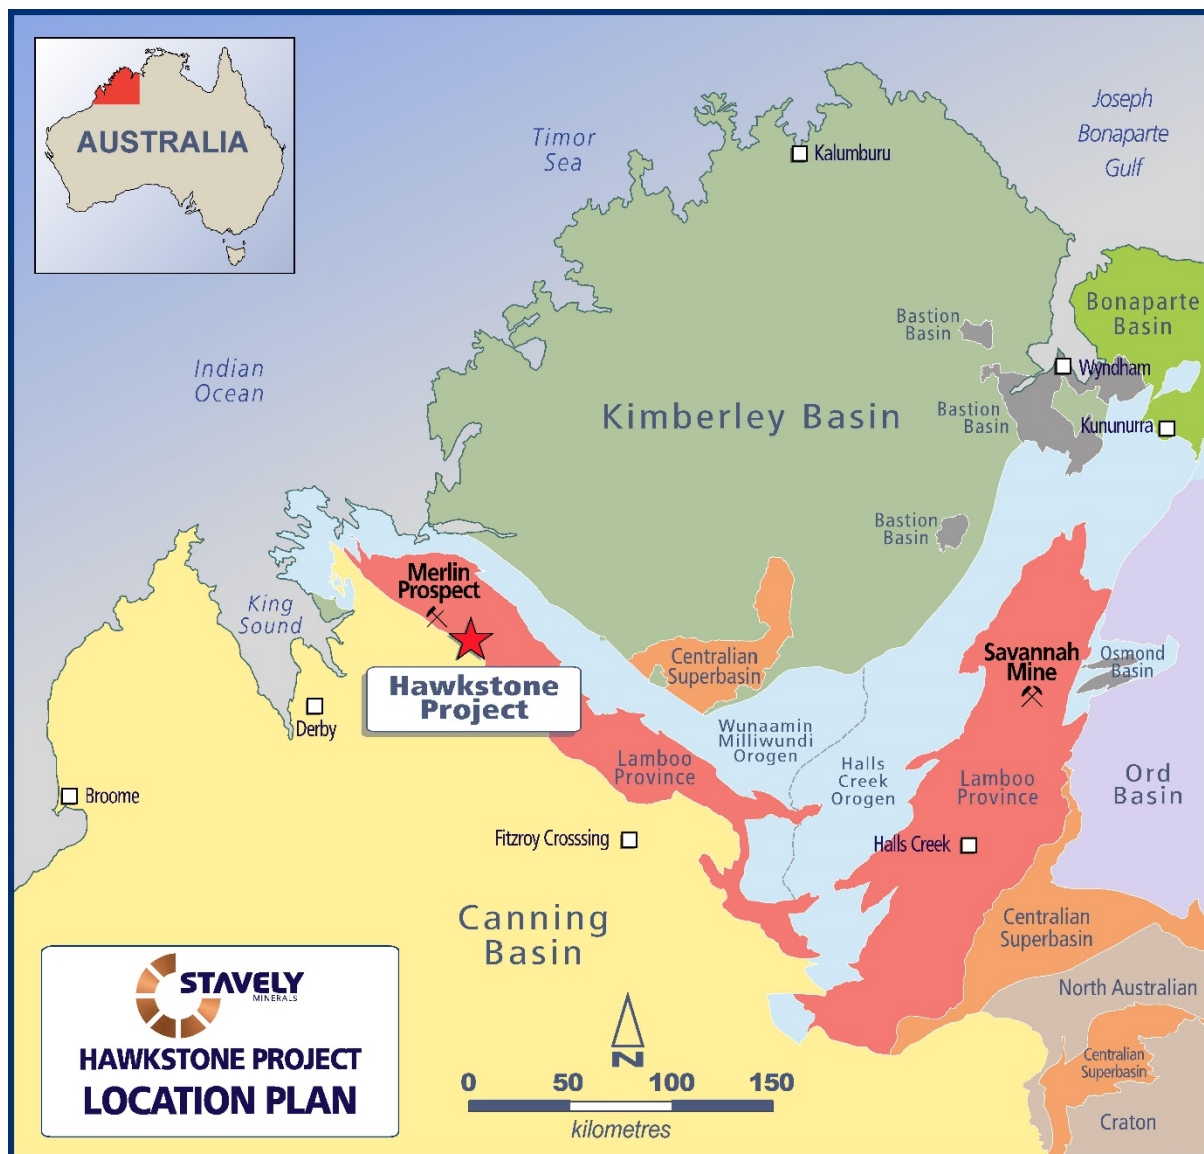 AUSTRALIA
Timor
Sea
Joseph
Bonaparte
Gulf
Kalumburu
Indian
Ocean
Bastion
Basin
Bonaparte
Basin
Wyndham
Kimberley Basin
Bastion
Basin
Kununurra
Bastion
Basin
King
Sound
Merlin
Prospect
Hawkstone
Project
Derby
Centralian
Superbasin
Savannah
Mine
Osmond
Basin
Wunaamin
Milliwundi
Orogen
Lamboo
Province
Halls
Creek
Orogen
Lamboo
Province
Ord
Basin
Broome
Fitzroy Crosssing
Halls Creek
Canning
Basin
Centralian
Superbasin
North Australian
Centralian
Superbasin
Craton
STAVELY
MINERALS
HAWKSTONE PROJECT
LOCATION PLAN
N
0 50 100 150
kilometres